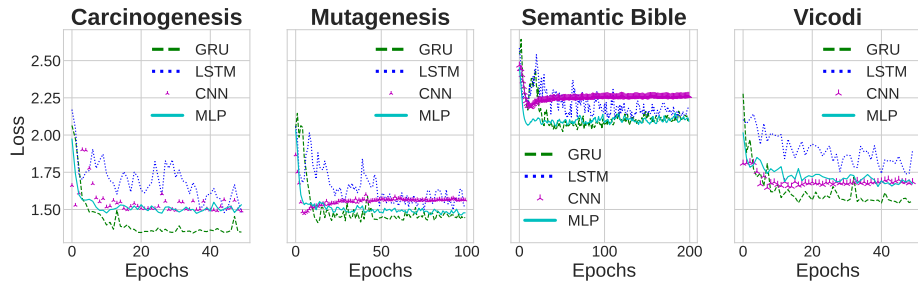 Carcinogenesis
Mutagenesis
Semantic Bible
Vicodi
Loss
2.50
2.25
2.00
1.75
1.50
GRU
LSTM
CNN
MLP
0
20
40
Epochs
GRU
LSTM
CNN
MLP
0
50
100
Epochs
GRU
LSTM
CNN
MLP
0
100
200
Epochs
GRU
LSTM
CNN
MLP
0
20
40
Epochs